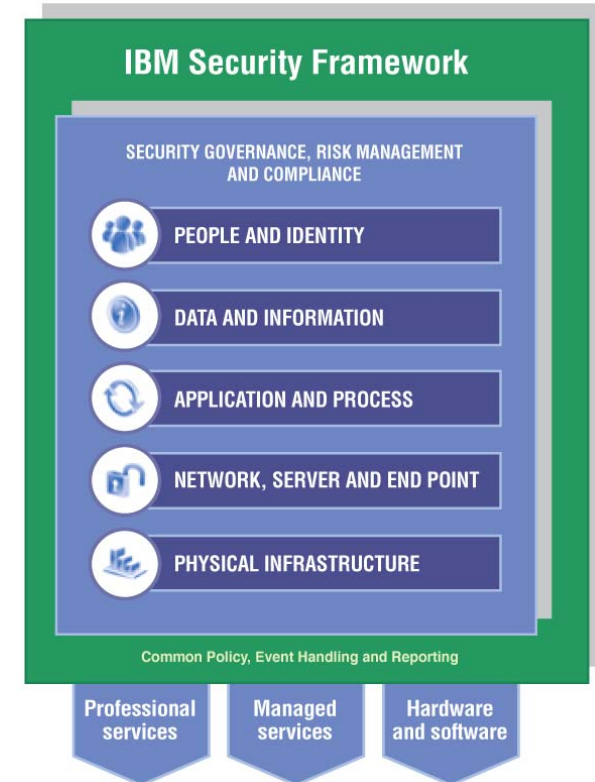 IBM Security Framework
SECURITY GOVERNANCE, RISK MANAGEMENT
AND COMPLIANCE
PEOPLE AND IDENTITY
DATA AND INFORMATION
APPLICATION AND PROCESS
NETWORK, SERVER AND END POINT
PHYSICAL INFRASTRUCTURE
Common Policy, Event Handling and Reporting
Professional
services
Managed
services
Hardware
and software